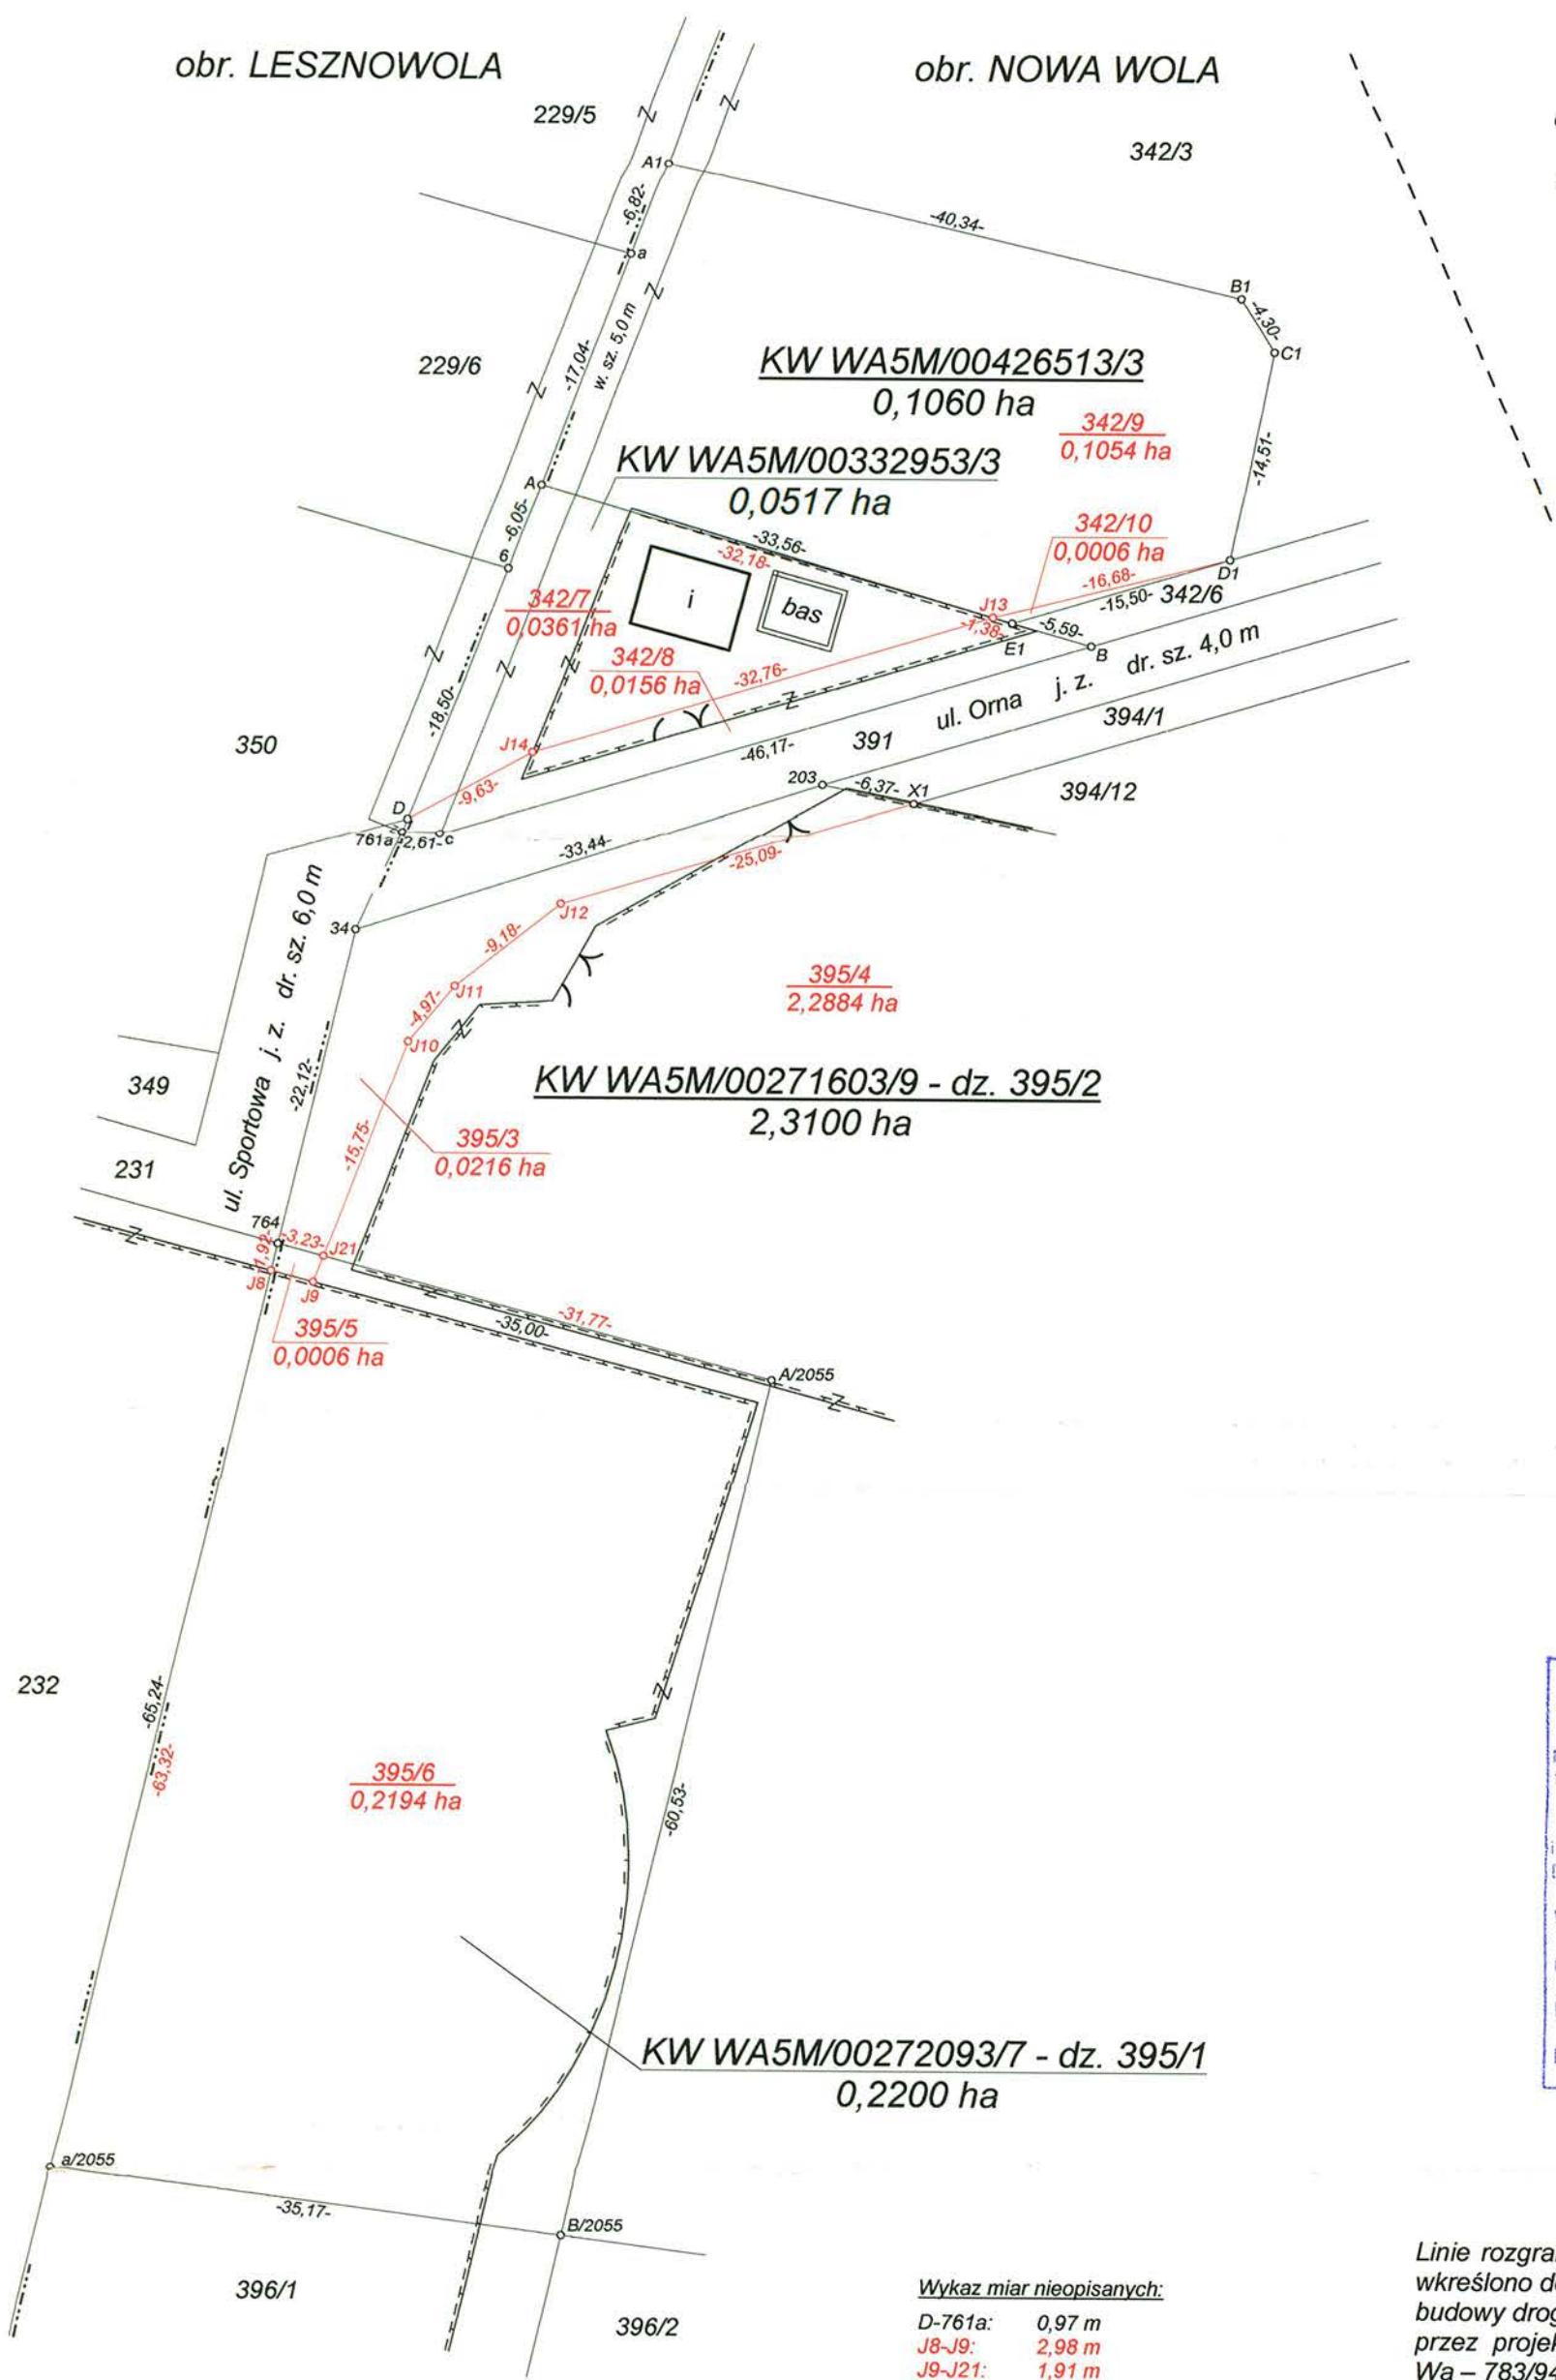 obr. LESZNOWOLA
obr. NOWA WOLA
229/5
342/3
A1
-6,82-
a
-40,34-
B1
-4,30-
C1
229/6
-17,04-
w. sz. 5,0 m
KW WA5M/00426513/3
0,1060 ha
342/9
0,1054 ha
-14,51-
KW WA5M/00332953/3
0,0517 ha
A
-6,05-
6
-33,56-
-32,18-
342/10
0,0006 ha
-16,68-
D1
342/7
0,0361 ha
i
bas
J13
-1,38-
E1
-15,50-
342/6
-5,59-
B
342/8
0,0156 ha
-32,76-
ul. Orna j. z. dr. sz. 4,0 m
-18,50-
350
J14
-46,17-
391
394/1
-9,63-
203
-6,37-
X1
394/12
D
761a
-2,61-
c
-33,44-
-25,09-
34
J12
-9,18-
ul. Sportowa j. z. dr. sz. 6,0 m
J11
-4,97-
395/4
2,2884 ha
J10
-22,12-
349
KW WA5M/00271603/9 - dz. 395/2
2,3100 ha
-15,75-
395/3
0,0216 ha
231
764
-3,23-
J21
-1,92-
J8
J9
-31,77-
-35,00-
395/5
0,0006 ha
A/2055
232
-65,24-
-63,32-
395/6
0,2194 ha
-60,53-
KW WA5M/00272093/7 - dz. 395/1
0,2200 ha
a/2055
-35,17-
B/2055
396/1
396/2
Wykaz miar nieopisanych:
D-761a: 0,97 m
J8-J9: 2,98 m
J9-J21: 1,91 m
Linie rozgra
wkreślono d
budowy drog
przez projek
Wa – 783/94